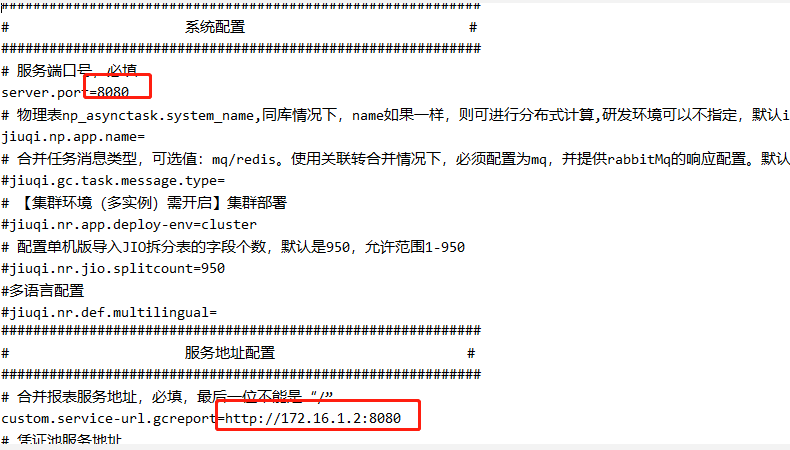 ################################################################
# 系统配置 #
################################################################
# 服务端口号，必填
server.port=8080
# 物理表np_asynctask.system_name,同库情况下，name如果一样，则可进行分布式计算,研发环境可以不指定，默认i
jiuqi.np.app.name=
# 合并任务消息类型，可选值：mq/redis。使用关联转合并情况下，必须配置为mq，并提供rabbitMq的响应配置。默认
#jiuqi.gc.task.message.type=
# 【集群环境（多实例）需开启】集群部署
#jiuqi.nr.app.deploy-env=cluster
# 配置单机版导入JIO拆分表的字段个数，默认是950，允许范围1-950
#jiuqi.nr.jio.splitcount=950
#多语言配置
#jiuqi.nr.def.multilingual=
################################################################
# 服务地址配置 #
################################################################
# 合并报表服务地址，必填，最后一位不能是“/”
custom.service-url.gcreport=http://172.16.1.2:8080
# 凭证池服务地址